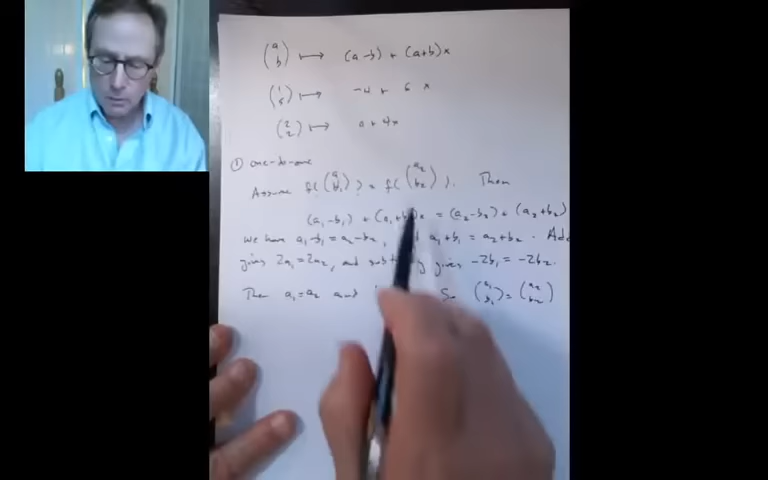 (a b) ↦ (a-b) + (a+b)x
(1 5) ↦ -4 + 6 x
(2 2) ↦ 0 + 4x
① one-to-one
Assume f((a₁ b₁)) = f((a₂ b₂)). Then
(a₁-b₁) + (a₁+b₁)x = (a₂-b₂) + (a₂+b₂)
we have a₁-b₁ = a₂-b₂, a₁+b₁ = a₂+b₂. Add
gives 2a₁=2a₂, and gives -2b₁ = -2b₂.
Then a₁=a₂ and So (a₁ b₁) = (a₂ b₂)